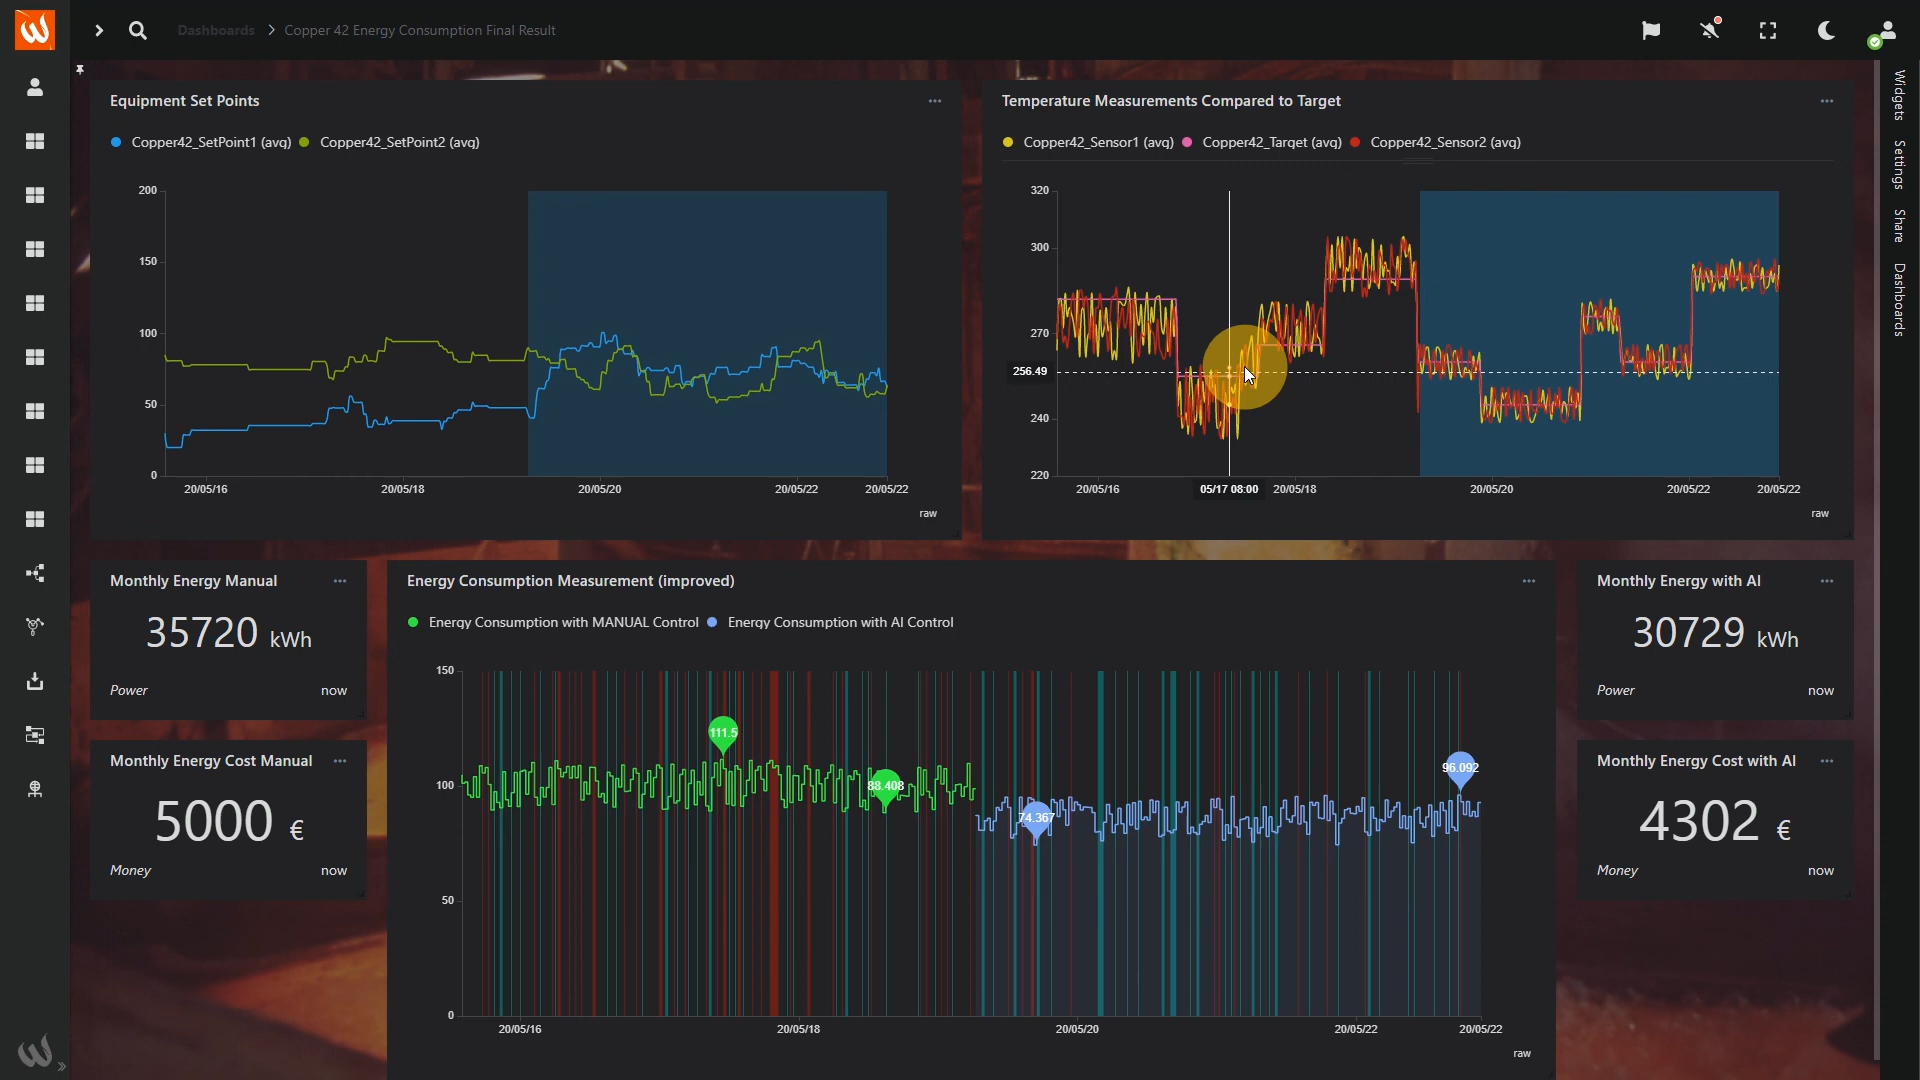 Dashboards > Copper 42 Energy Consumption Final Result
Widgets
Settings
Share
Dashboards
Equipment Set Points
Copper42_SetPoint1 (avg) Copper42_SetPoint2 (avg)
200
150
100
50
0
20/05/16 20/05/18 20/05/20 20/05/22 20/05/22
raw
Temperature Measurements Compared to Target
Copper42_Sensor1 (avg) Copper42_Target (avg) Copper42_Sensor2 (avg)
320
300
270
256.49
240
220
20/05/16 05/17 08:00 20/05/18 20/05/20 20/05/22 20/05/22
raw
Monthly Energy Manual
35720 kWh
Power now
Monthly Energy Cost Manual
5000 €
Money now
Energy Consumption Measurement (improved)
Energy Consumption with MANUAL Control Energy Consumption with AI Control
150
111.5
96.092
100
88.408
74.367
50
0
20/05/16 20/05/18 20/05/20 20/05/22 20/05/22
raw
Monthly Energy with AI
30729 kWh
Power now
Monthly Energy Cost with AI
4302 €
Money now